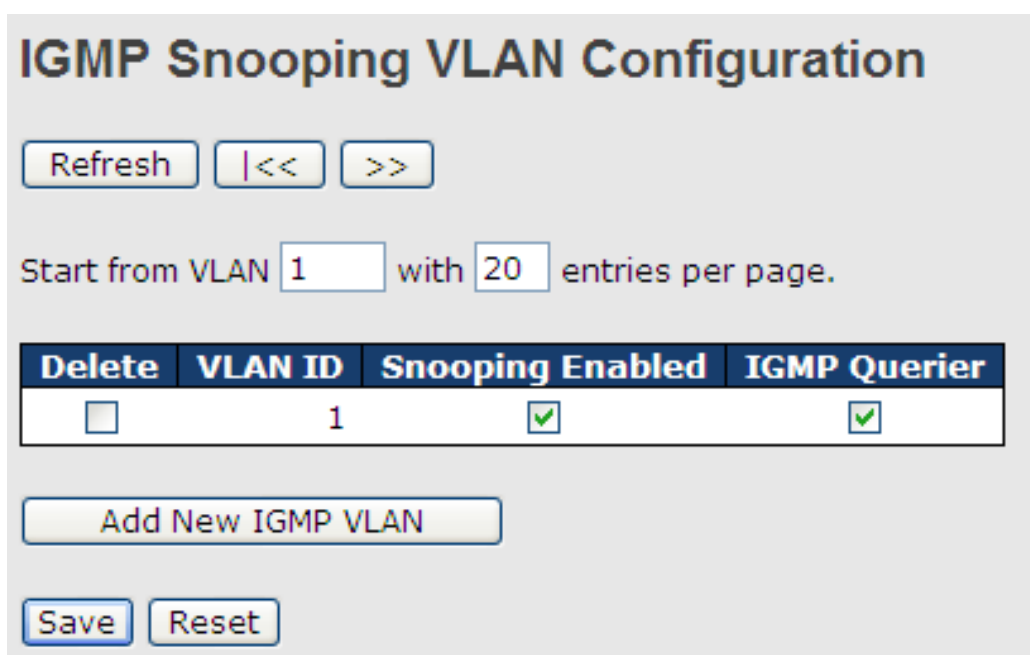 IGMP Snooping VLAN Configuration
Refresh |<< >>
Start from VLAN 1 with 20 entries per page.
Delete VLAN ID Snooping Enabled IGMP Querier
1
Add New IGMP VLAN
Save Reset